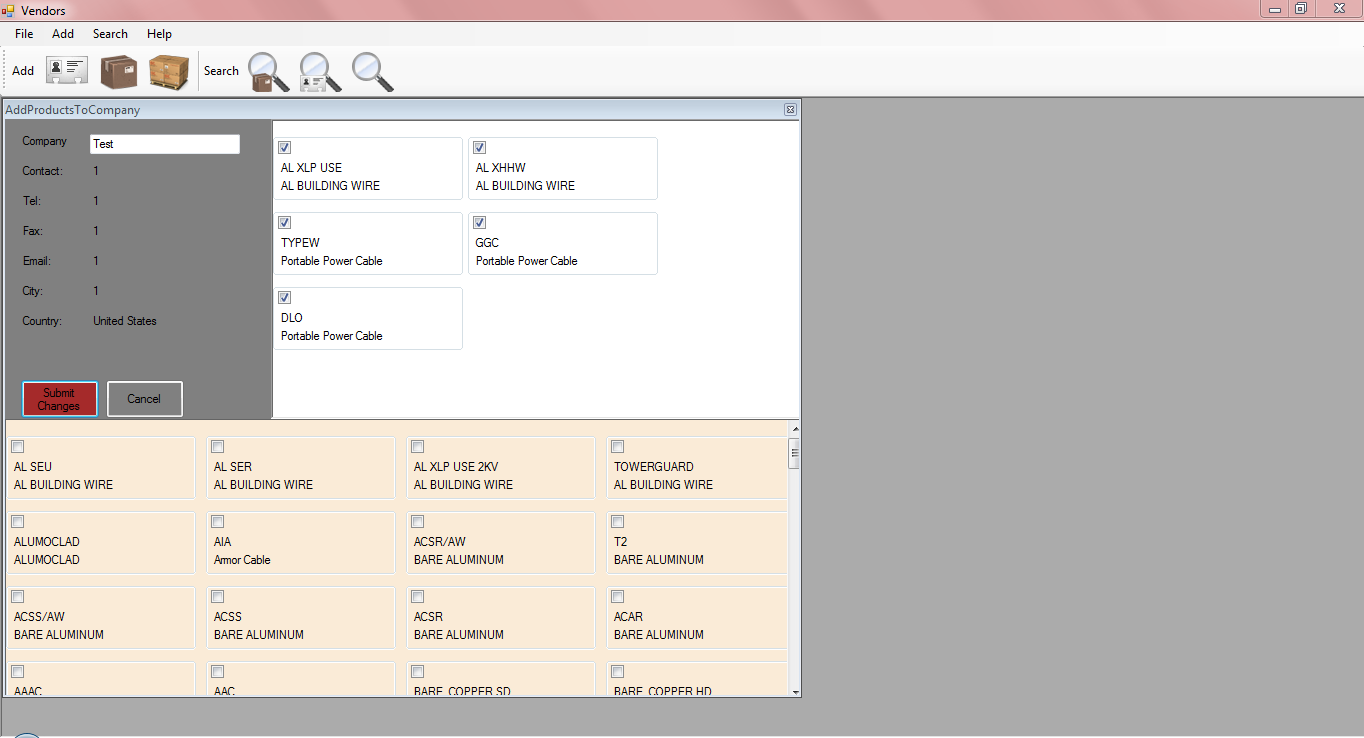 Vendors
File Add Search Help
Add Search
AddProductsToCompany
Company Test
Contact: 1
Tel: 1
Fax: 1
Email: 1
City: 1
Country: United States
Submit
Changes
Cancel
AL XLP USE
AL BUILDING WIRE
AL XHHW
AL BUILDING WIRE
TYPEW
Portable Power Cable
GGC
Portable Power Cable
DLO
Portable Power Cable
AL SEU
AL BUILDING WIRE
AL SER
AL BUILDING WIRE
AL XLP USE 2KV
AL BUILDING WIRE
TOWERGUARD
AL BUILDING WIRE
ALUMOCLAD
ALUMOCLAD
AIA
Armor Cable
ACSR/AW
BARE ALUMINUM
T2
BARE ALUMINUM
ACSS/AW
BARE ALUMINUM
ACSS
BARE ALUMINUM
ACSR
BARE ALUMINUM
ACAR
BARE ALUMINUM
AAAC
AAC
BARE COPPER SD
BARE COPPER HD